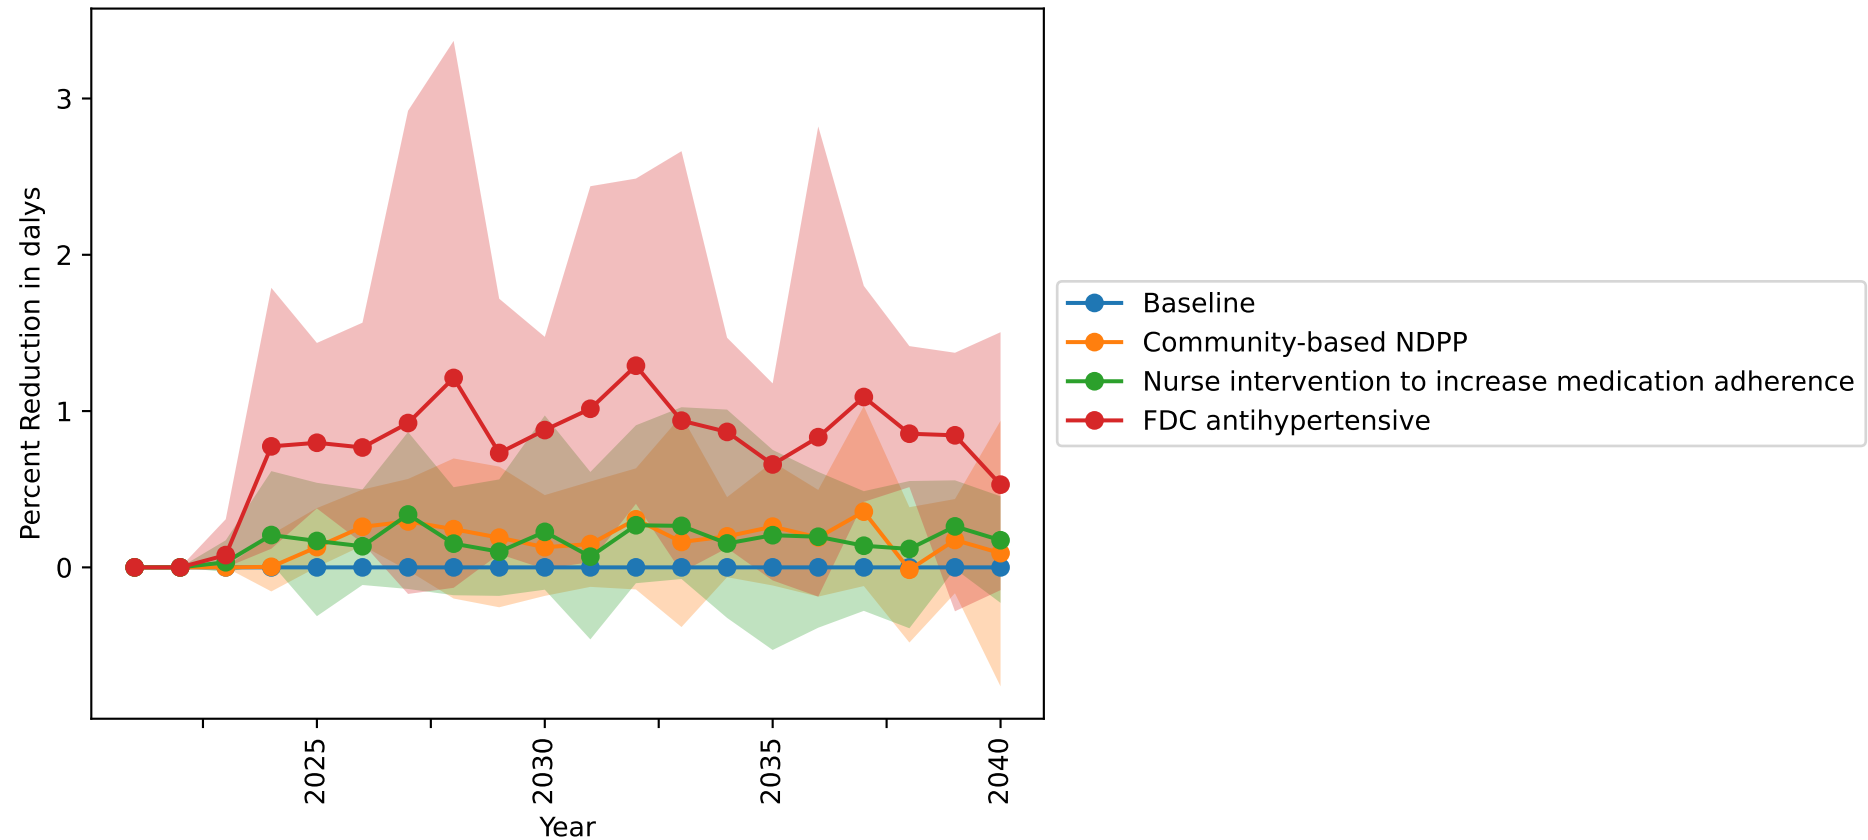 3
2
1
0
Percent Reduction in dalys
2025
2030
2035
2040
Year
Baseline
Community-based NDPP
Nurse intervention to increase medication adherence
FDC antihypertensive